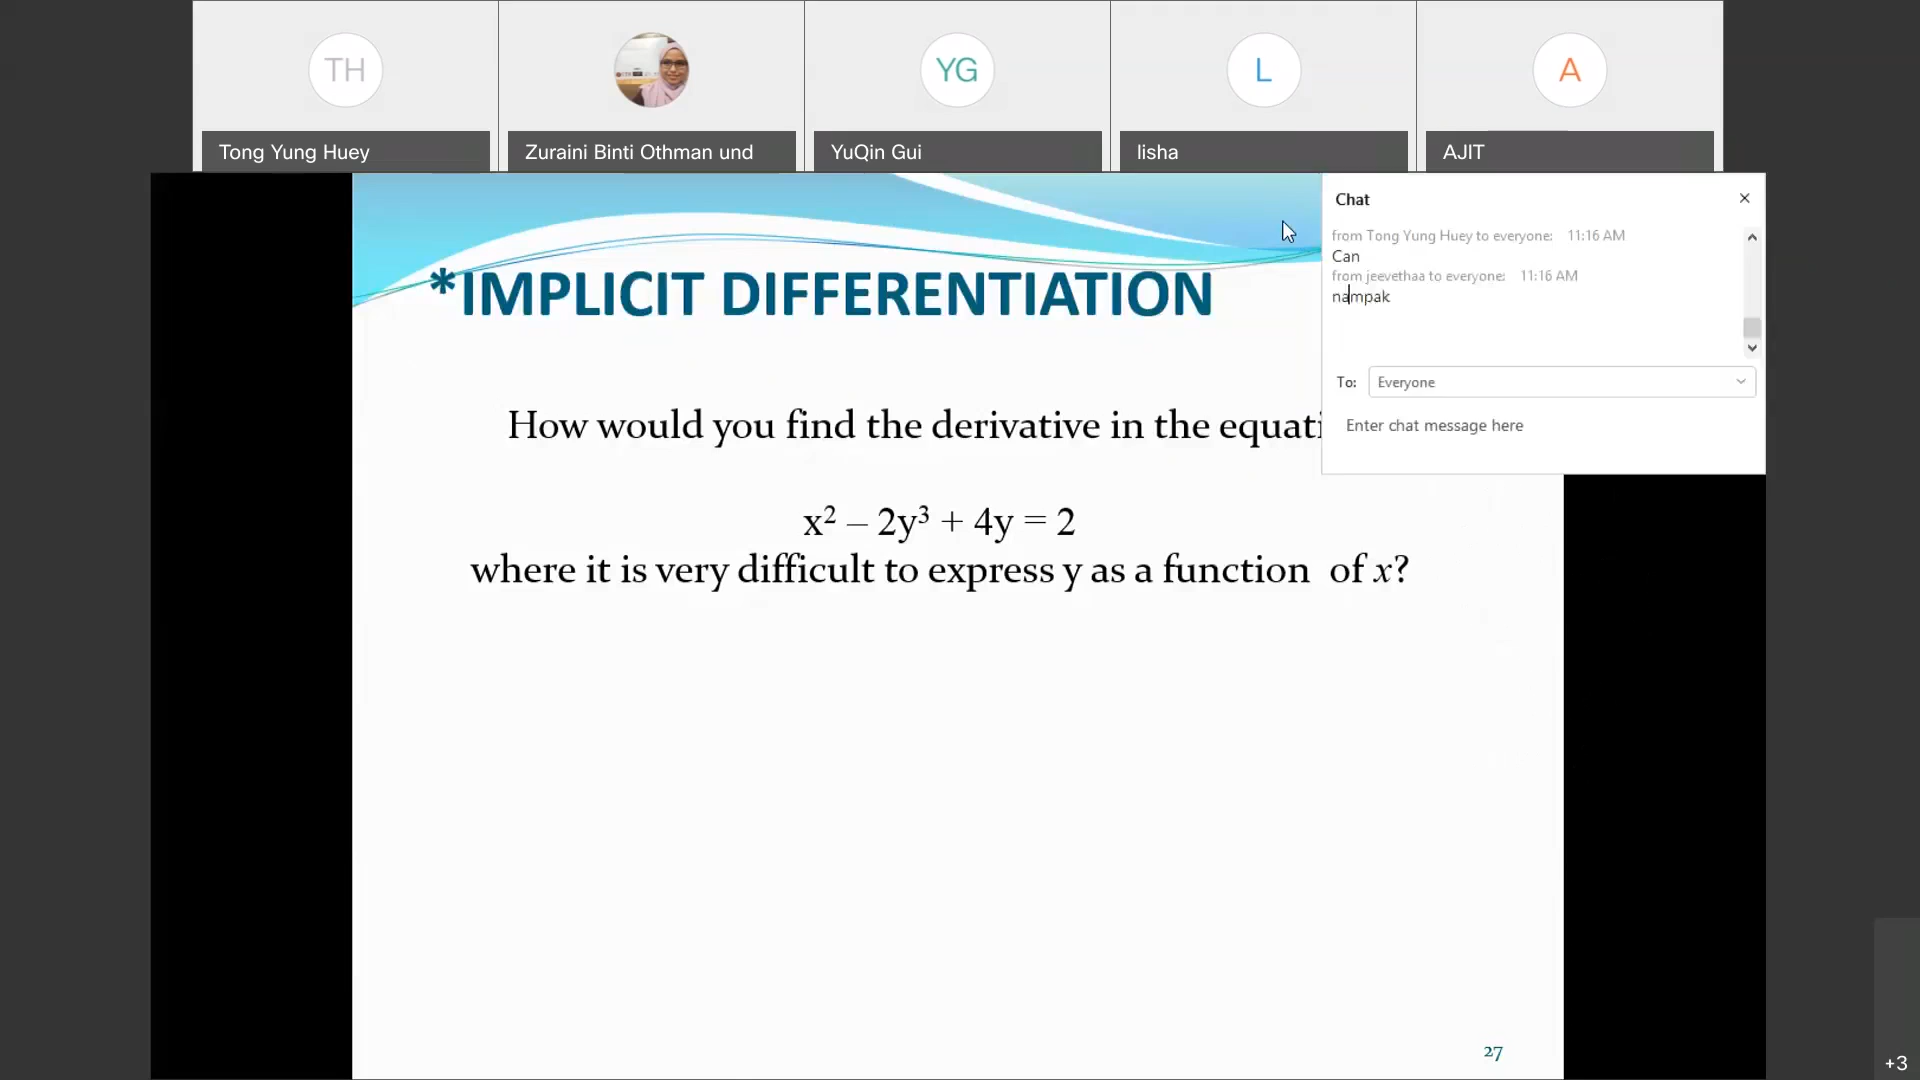 TH
YG
L
A
Tong Yung Huey
Zuraini Binti Othman und
YuQin Gui
lisha
AJIT
*IMPLICIT DIFFERENTIATION
How would you find the derivative in the equati
x² – 2y³ + 4y = 2
where it is very difficult to express y as a function of x?
27
Chat
from Tong Yung Huey to everyone: 11:16 AM
Can
from jeevethaa to everyone: 11:16 AM
nampak
To: Everyone
Enter chat message here
+3